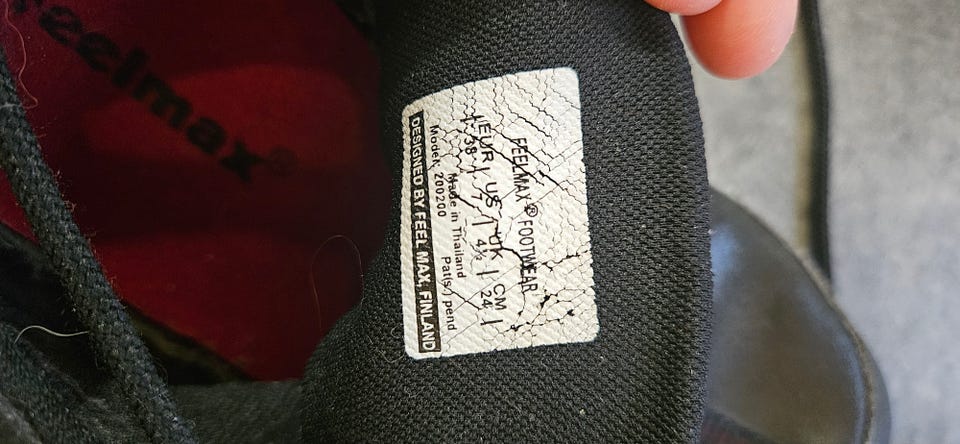 feelmax®
FEELMAX® FOOTWEAR
EUR | US | UK | CM |
38 | 7 | 4½ | 24 |
Made in Thailand
Model: 200200 Pat(s.) pend
DESIGNED BY FEEL MAX, FINLAND